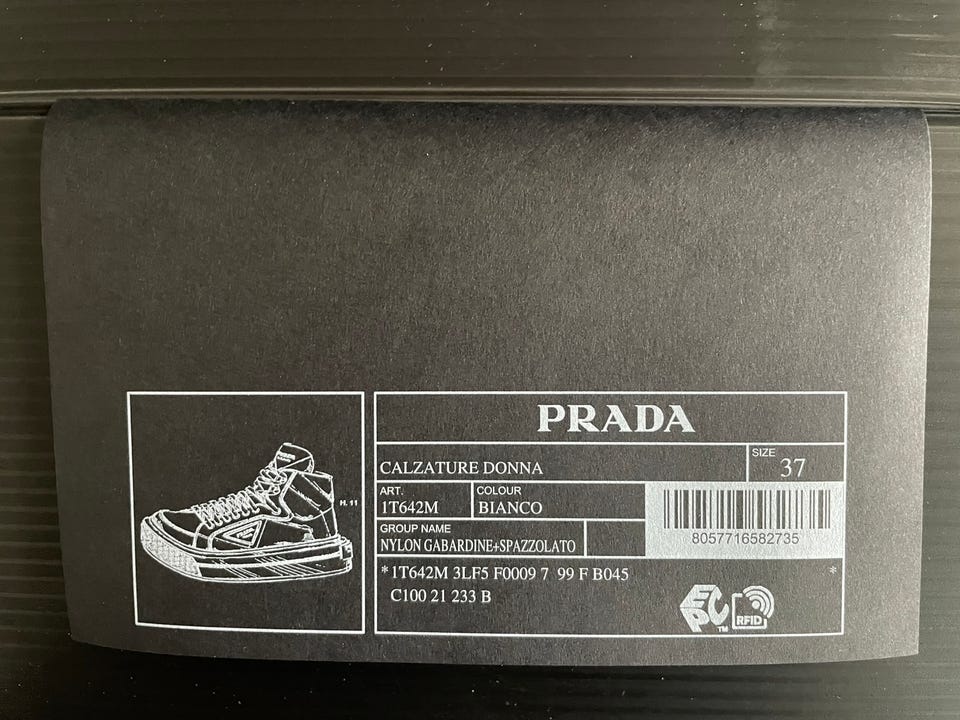 PRADA
CALZATURE DONNA
SIZE
37
ART.
1T642M
COLOUR
BIANCO
GROUP NAME
NYLON GABARDINE+SPAZZOLATO
8057716582735
*1T642M 3LF5 F0009 7 99 F B045 *
C100 21 233 B
H. 11
EPC™
RFID